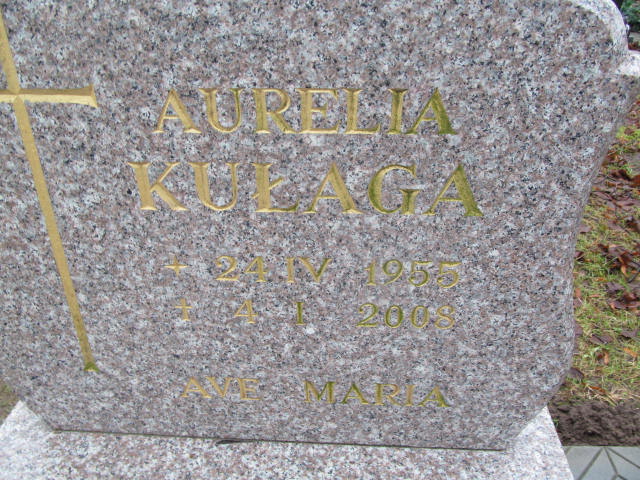 AURELIA
KUŁAGA
+ 24 IV 1955
+ 4 I 2008
AVE MARIA